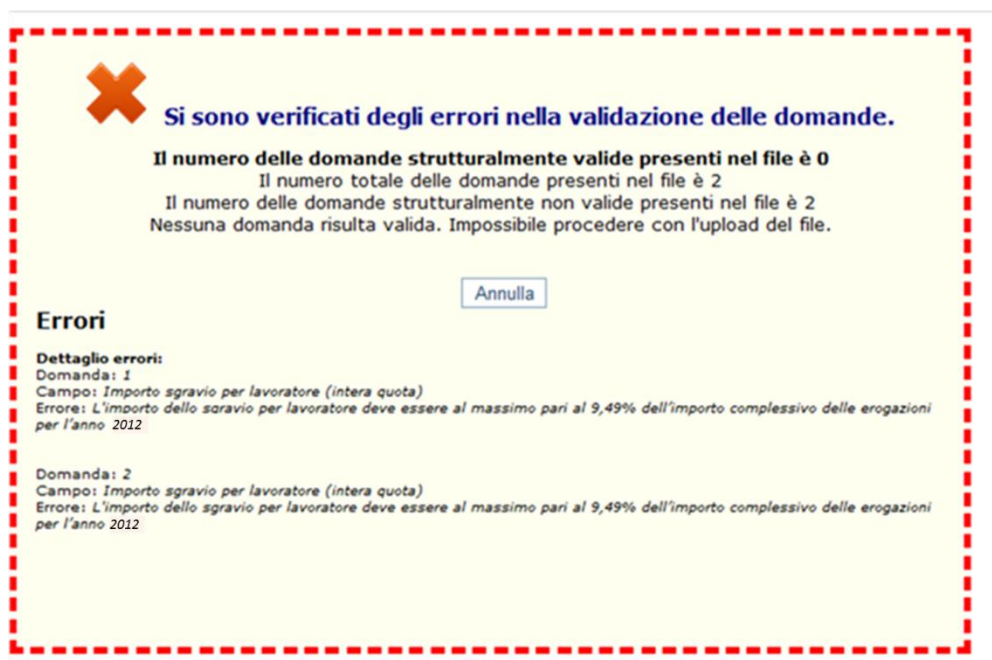 Si sono verificati degli errori nella validazione delle domande.
Il numero delle domande strutturalmente valide presenti nel file è 0
Il numero totale delle domande presenti nel file è 2
Il numero delle domande strutturalmente non valide presenti nel file è 2
Nessuna domanda risulta valida. Impossibile procedere con l'upload del file.
Annulla
Errori
Dettaglio errori:
Domanda: 1
Campo: Importo sgravio per lavoratore (intera quota)
Errore: L'importo dello sgravio per lavoratore deve essere al massimo pari al 9,49% dell'importo complessivo delle erogazioni
per l'anno 2012
Domanda: 2
Campo: Importo sgravio per lavoratore (intera quota)
Errore: L'importo dello sgravio per lavoratore deve essere al massimo pari al 9,49% dell'importo complessivo delle erogazioni
per l'anno 2012